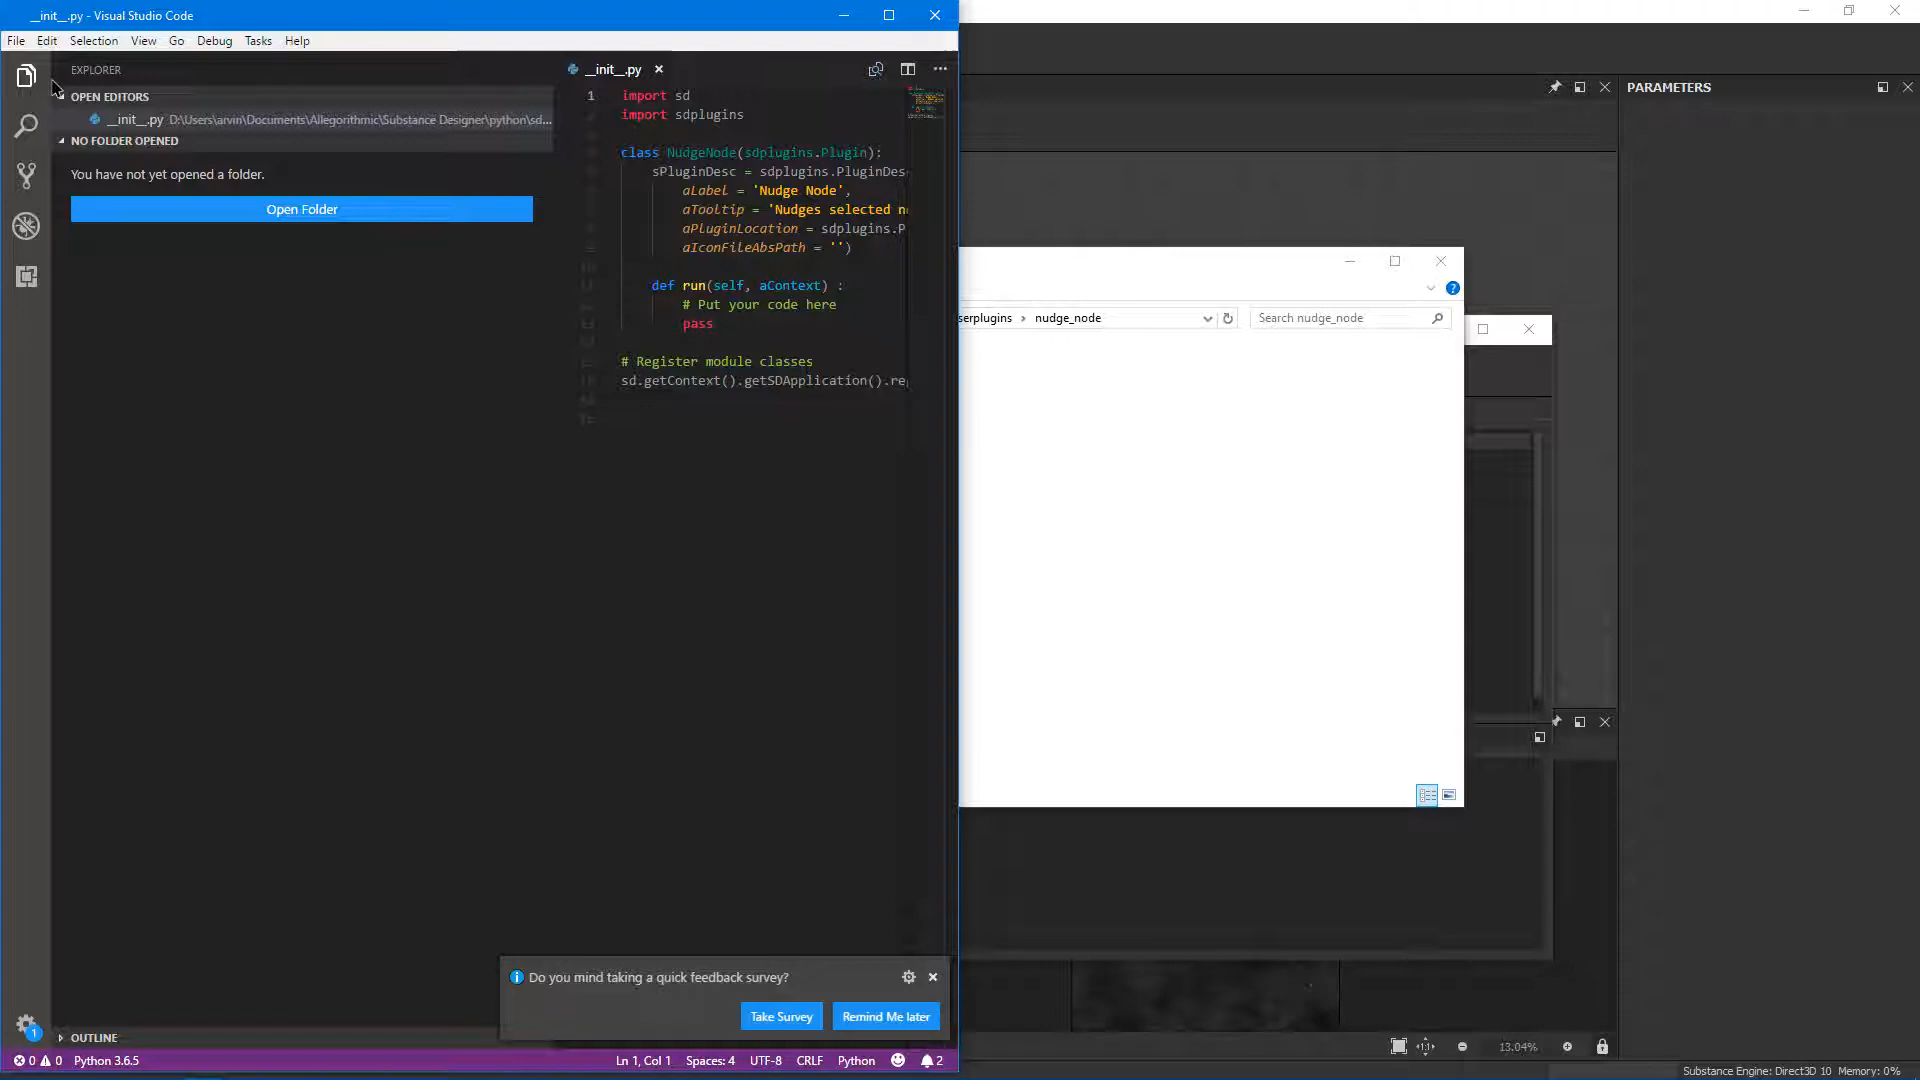 __init__.py - Visual Studio Code
File Edit Selection View Go Debug Tasks Help
EXPLORER
OPEN EDITORS
__init__.py D:\Users\arvin\Documents\Allegorithmic\Substance Designer\python\sd...
NO FOLDER OPENED
You have not yet opened a folder.
Open Folder
OUTLINE
__init__.py
1 import sd
import sdplugins
class NudgeNode(sdplugins.Plugin):
sPluginDesc = sdplugins.PluginDes
aLabel = 'Nudge Node',
aTooltip = 'Nudges selected n
aPluginLocation = sdplugins.P
aIconFileAbsPath = '')
def run(self, aContext) :
# Put your code here
pass
# Register module classes
sd.getContext().getSDApplication().re
Do you mind taking a quick feedback survey?
Take Survey Remind Me later
1
0 0 Python 3.6.5 Ln 1, Col 1 Spaces: 4 UTF-8 CRLF Python 2
serplugins › nudge_node Search nudge_node
PARAMETERS
13.04%
Substance Engine: Direct3D 10 Memory: 0%